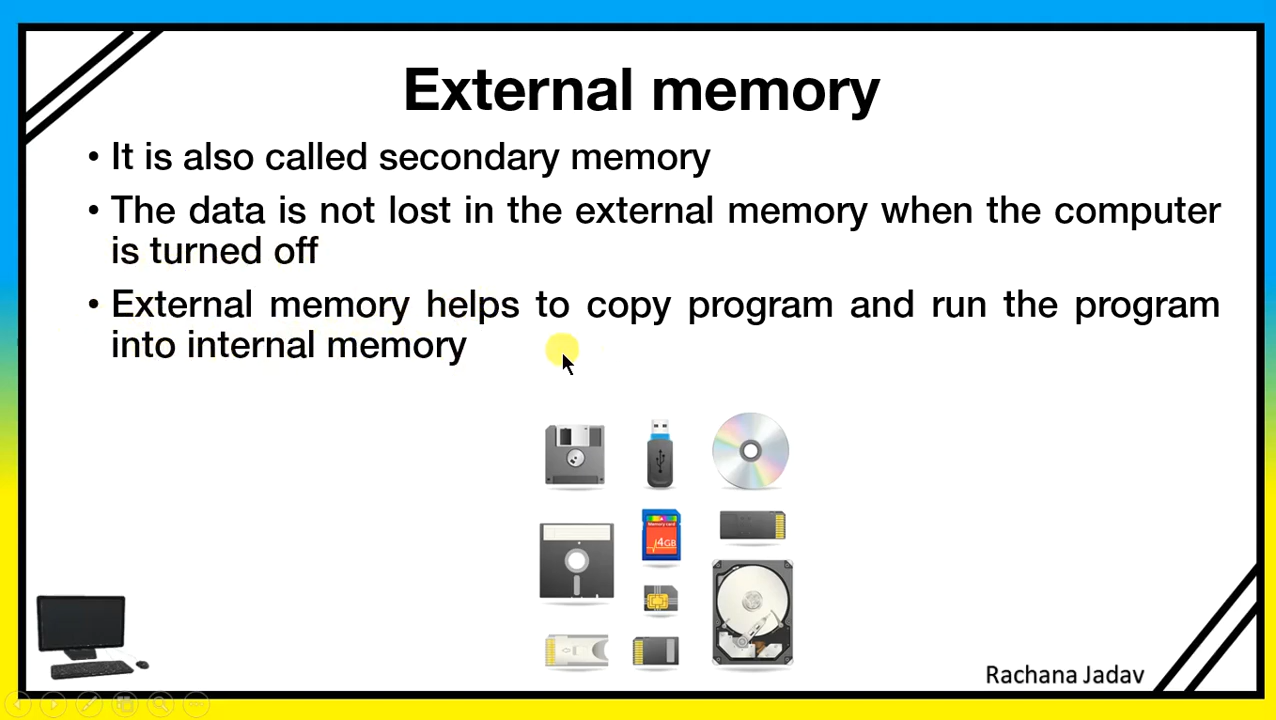 External memory
• It is also called secondary memory
• The data is not lost in the external memory when the computer
is turned off
• External memory helps to copy program and run the program
into internal memory
Memory card
4GB
Rachana Jadav